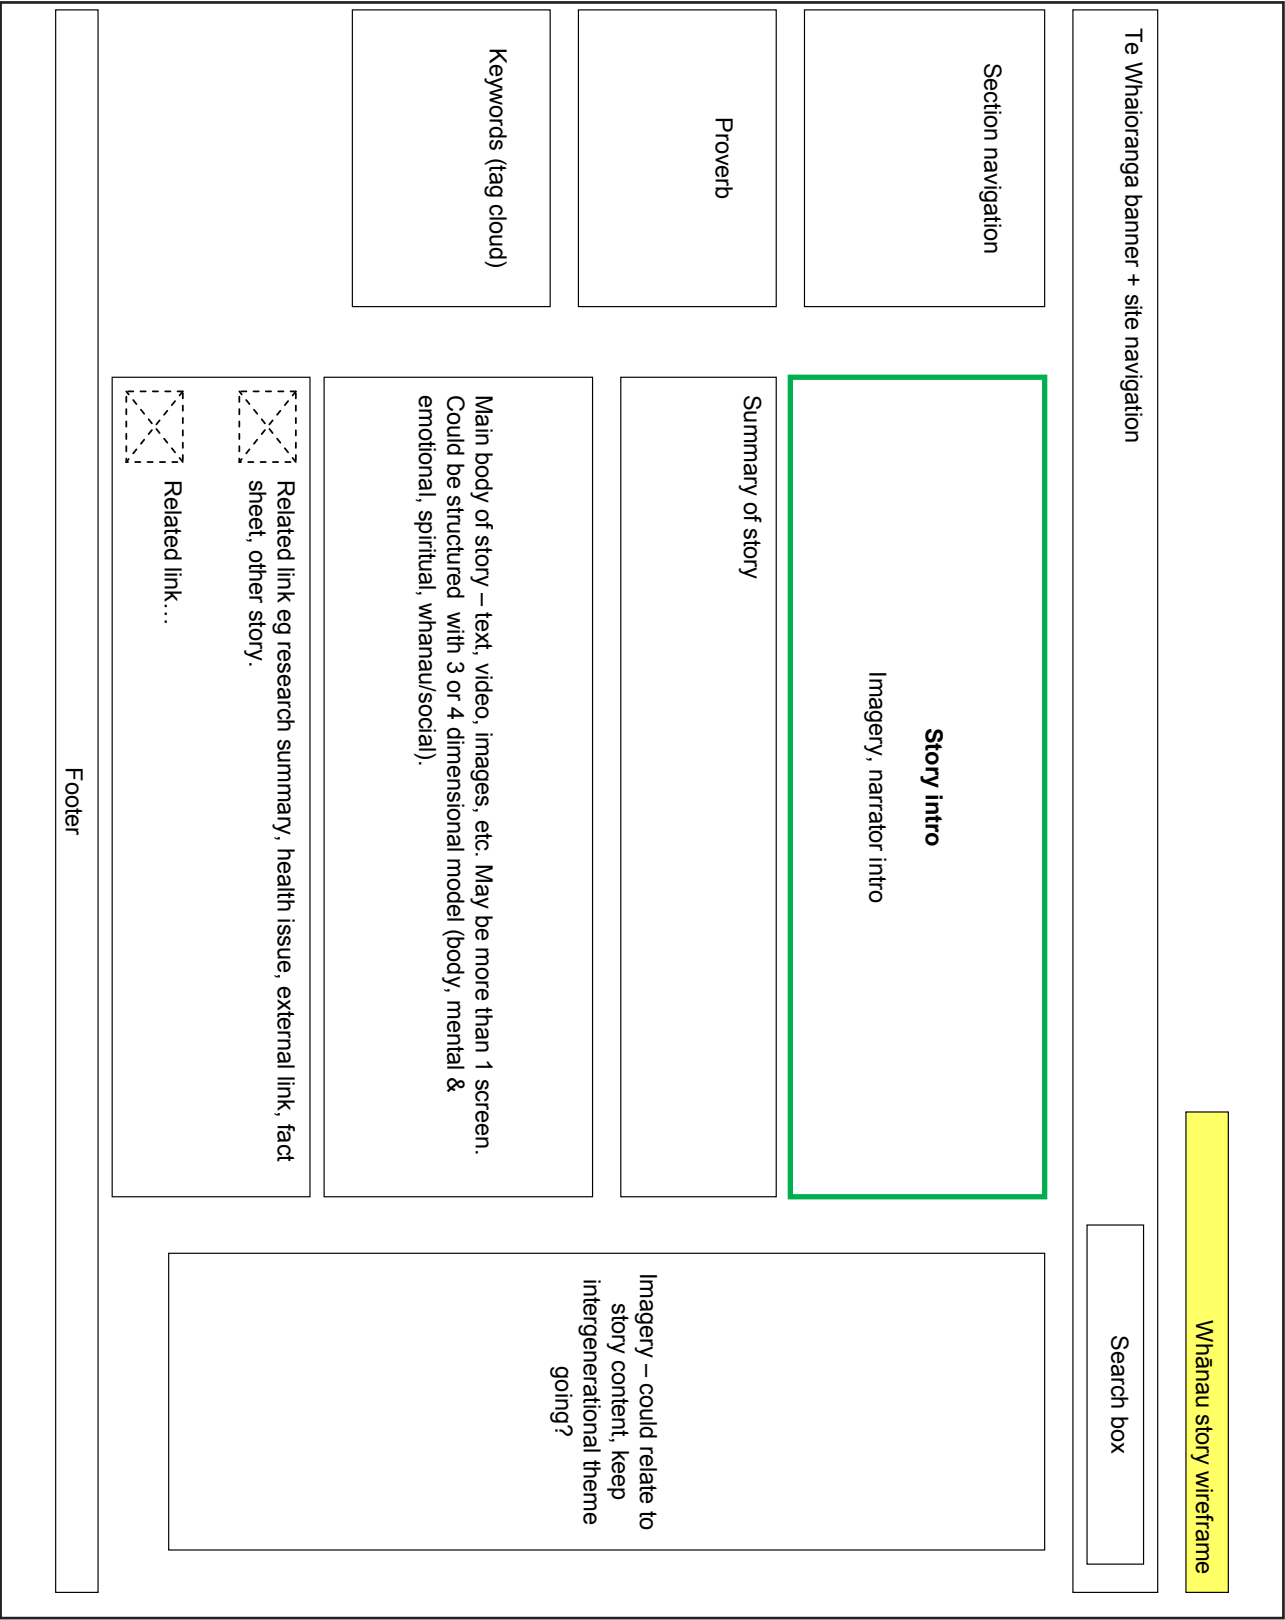 Whānau story wireframe
Te Whaioranga banner + site navigation
Search box
Section navigation
Proverb
Keywords (tag cloud)
Story intro
Imagery, narrator intro
Summary of story
Main body of story – text, video, images, etc. May be more than 1 screen.
Could be structured with 3 or 4 dimensional model (body, mental &
emotional, spiritual, whanau/social).
Related link eg research summary, health issue, external link, fact
sheet, other story.
Related link…
Imagery – could relate to
story content, keep
intergenerational theme
going?
Footer